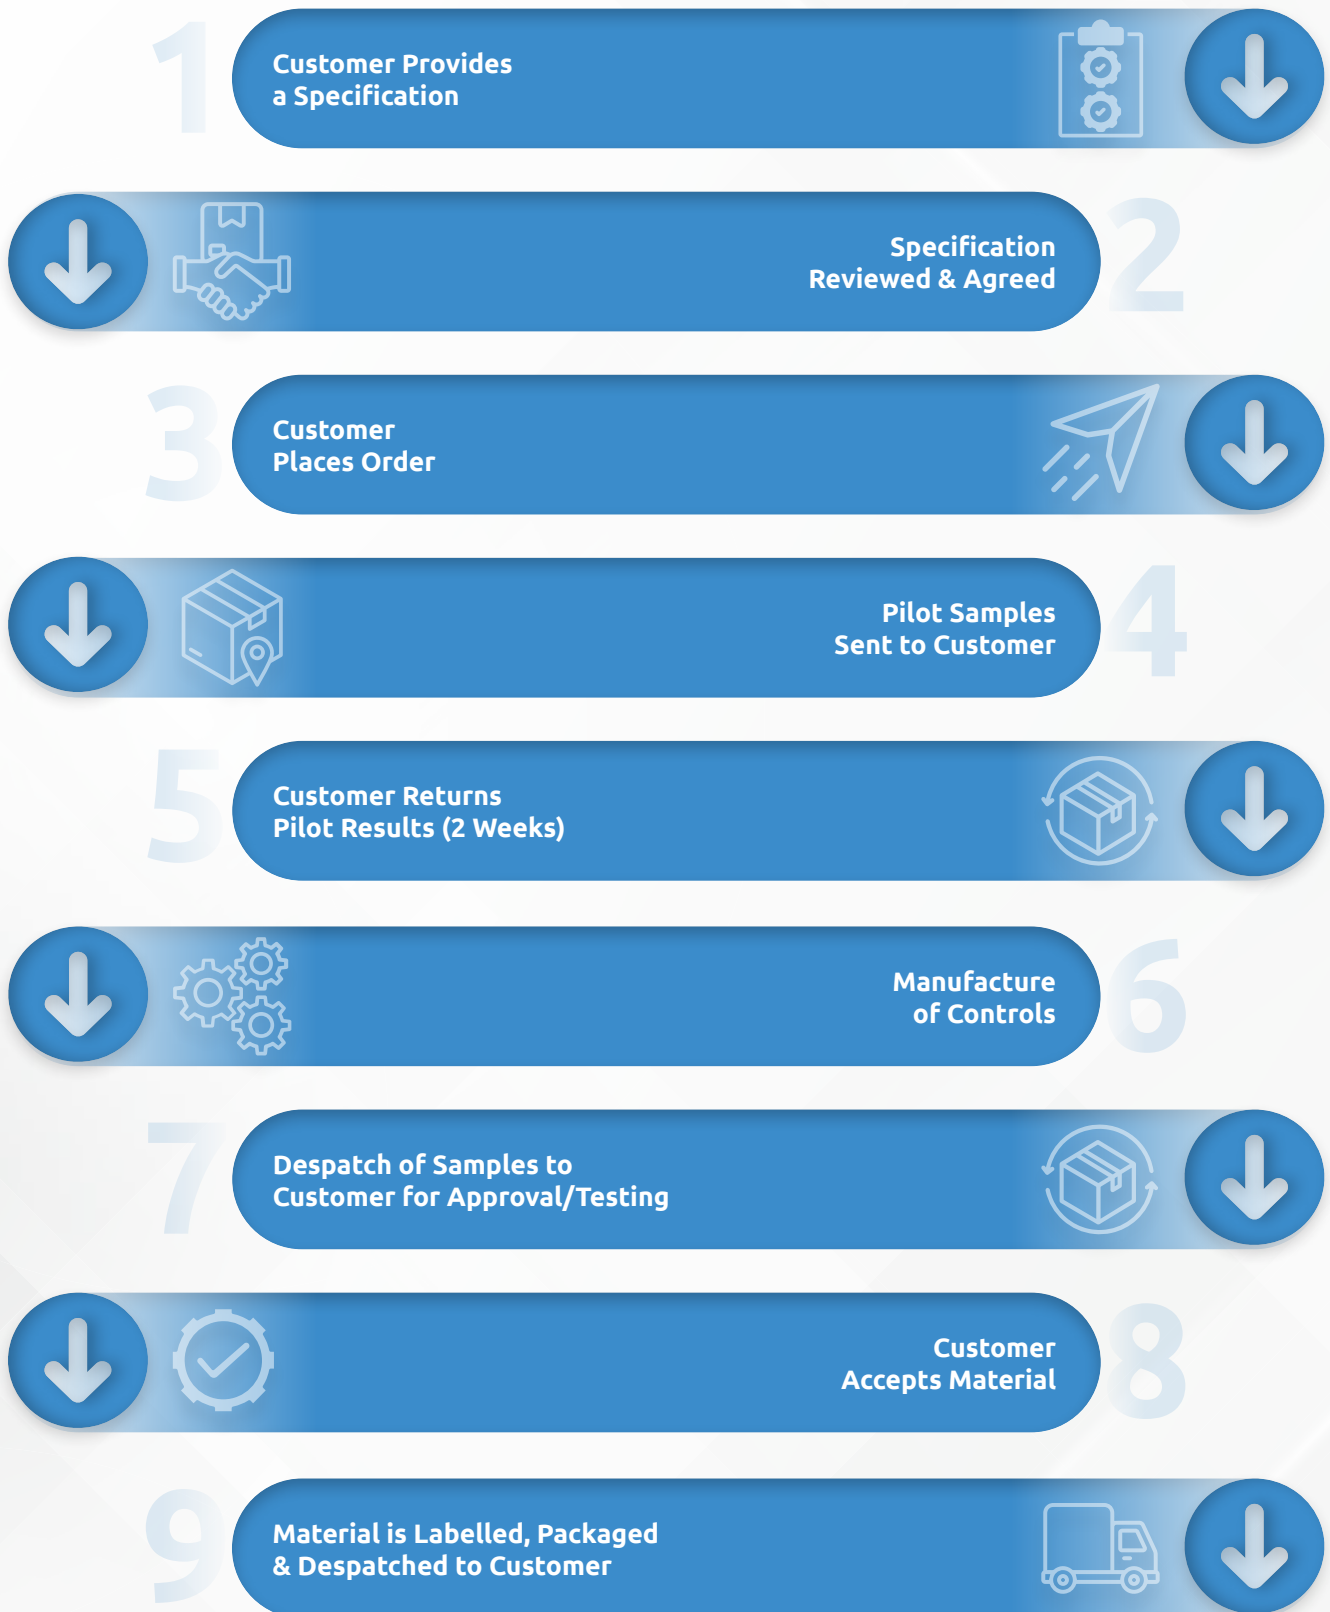 1
Customer Provides
a Specification
2
Specification
Reviewed & Agreed
3
Customer
Places Order
4
Pilot Samples
Sent to Customer
5
Customer Returns
Pilot Results (2 Weeks)
6
Manufacture
of Controls
7
Despatch of Samples to
Customer for Approval/Testing
8
Customer
Accepts Material
9
Material is Labelled, Packaged
& Despatched to Customer